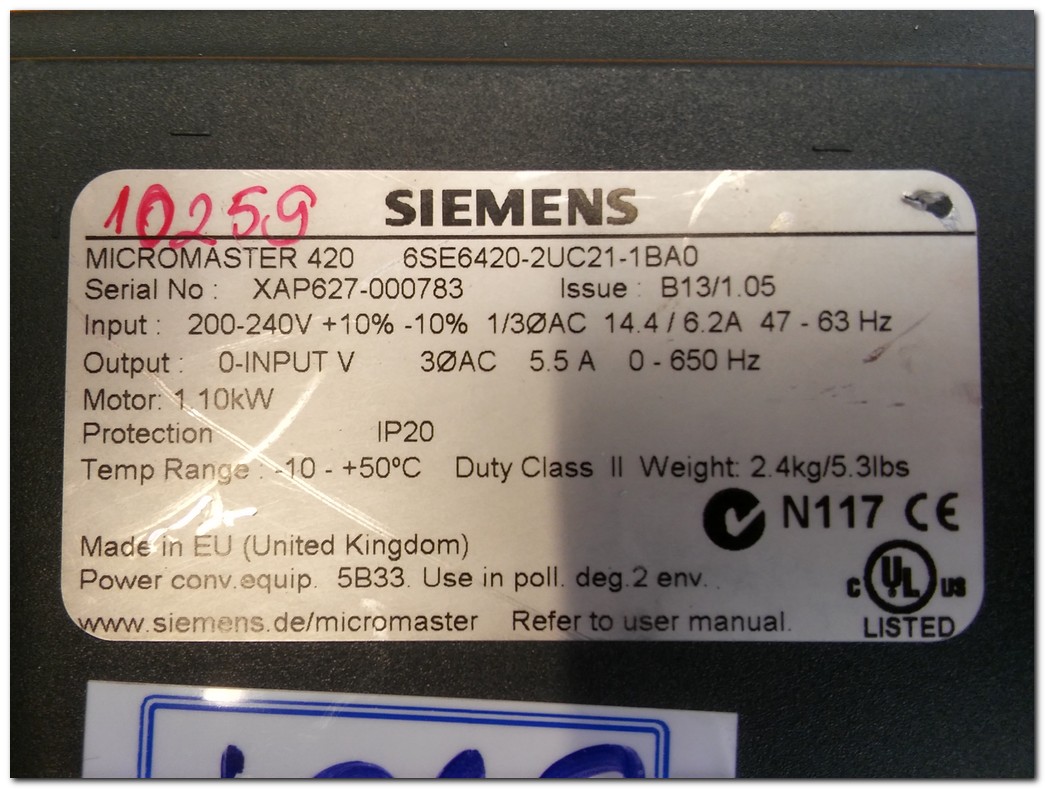 10259 SIEMENS
MICROMASTER 420 6SE6420-2UC21-1BA0
Serial No : XAP627-000783 Issue : B13/1.05
Input : 200-240V +10% -10% 1/3ØAC 14.4 / 6.2A 47 - 63 Hz
Output : 0-INPUT V 3ØAC 5.5 A 0 - 650 Hz
Motor: 1.10kW
Protection IP20
Temp Range : -10 - +50ºC Duty Class II Weight: 2.4kg/5.3lbs
N117 CE
Made in EU (United Kingdom)
Power conv.equip. 5B33. Use in poll. deg.2 env.
C UL US
www.siemens.de/micromaster Refer to user manual.
LISTED